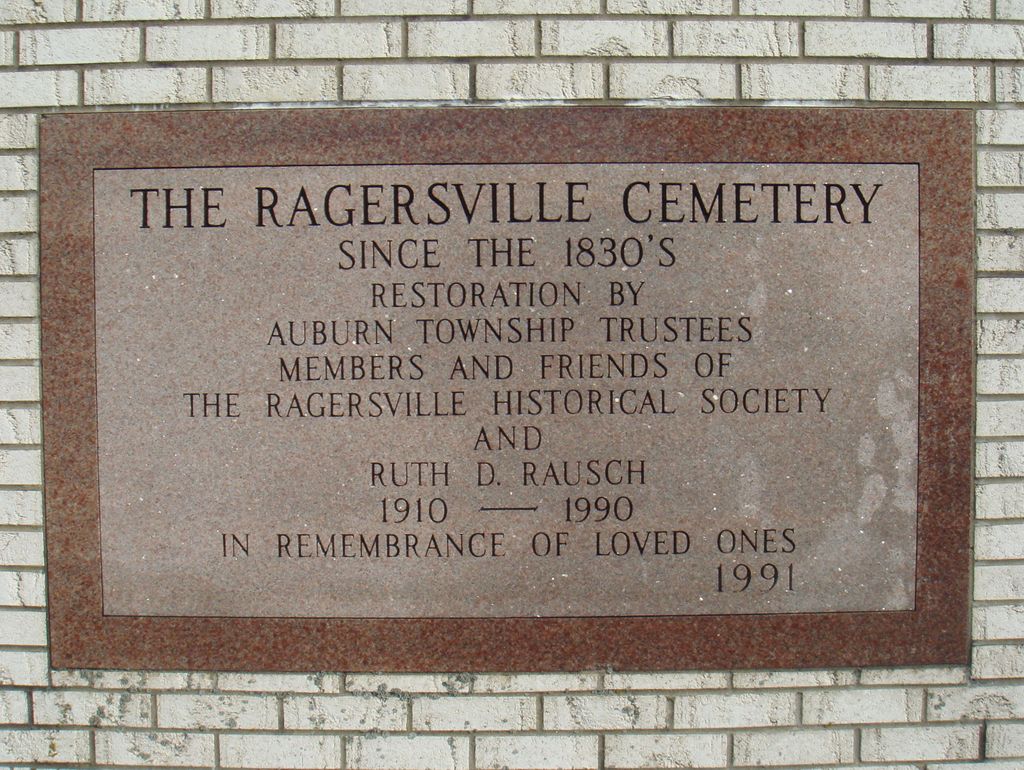 THE RAGERSVILLE CEMETERY
SINCE THE 1830'S
RESTORATION BY
AUBURN TOWNSHIP TRUSTEES
MEMBERS AND FRIENDS OF
THE RAGERSVILLE HISTORICAL SOCIETY
AND
RUTH D. RAUSCH
1910 — 1990
IN REMEMBRANCE OF LOVED ONES
1991